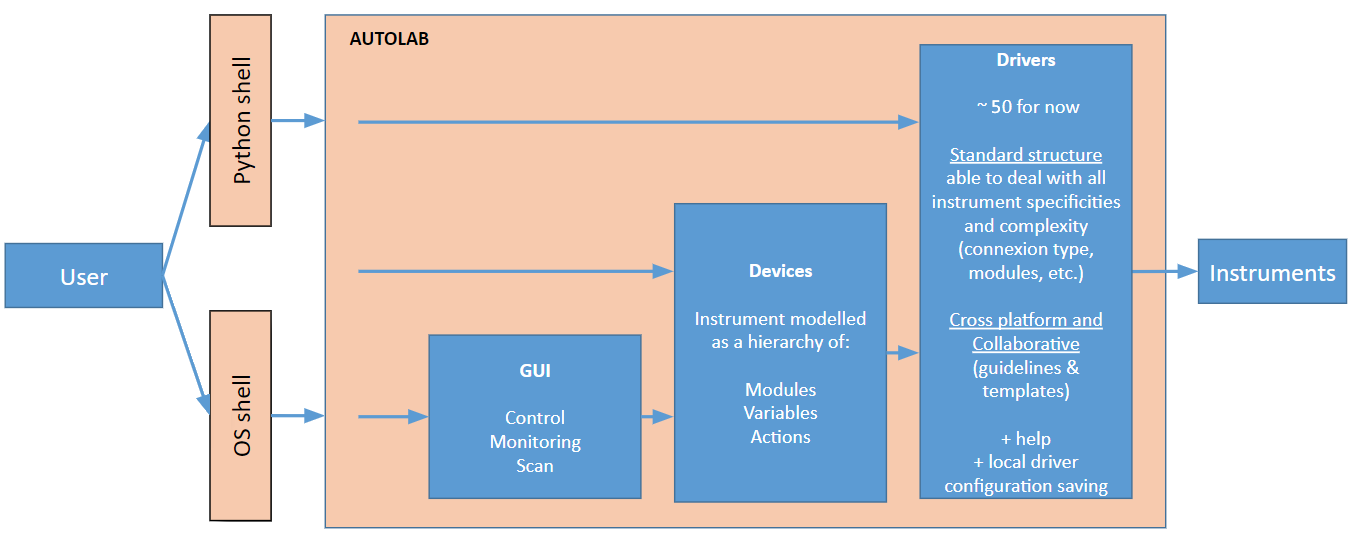 User
Python shell
OS shell
AUTOLAB
GUI
Control
Monitoring
Scan
Devices
Instrument modelled
as a hierarchy of:
Modules
Variables
Actions
Drivers
~ 50 for now
Standard structure
able to deal with all
instrument specificities
and complexity
(connexion type,
modules, etc.)
Cross platform and
Collaborative
(guidelines &
templates)
+ help
+ local driver
configuration saving
Instruments